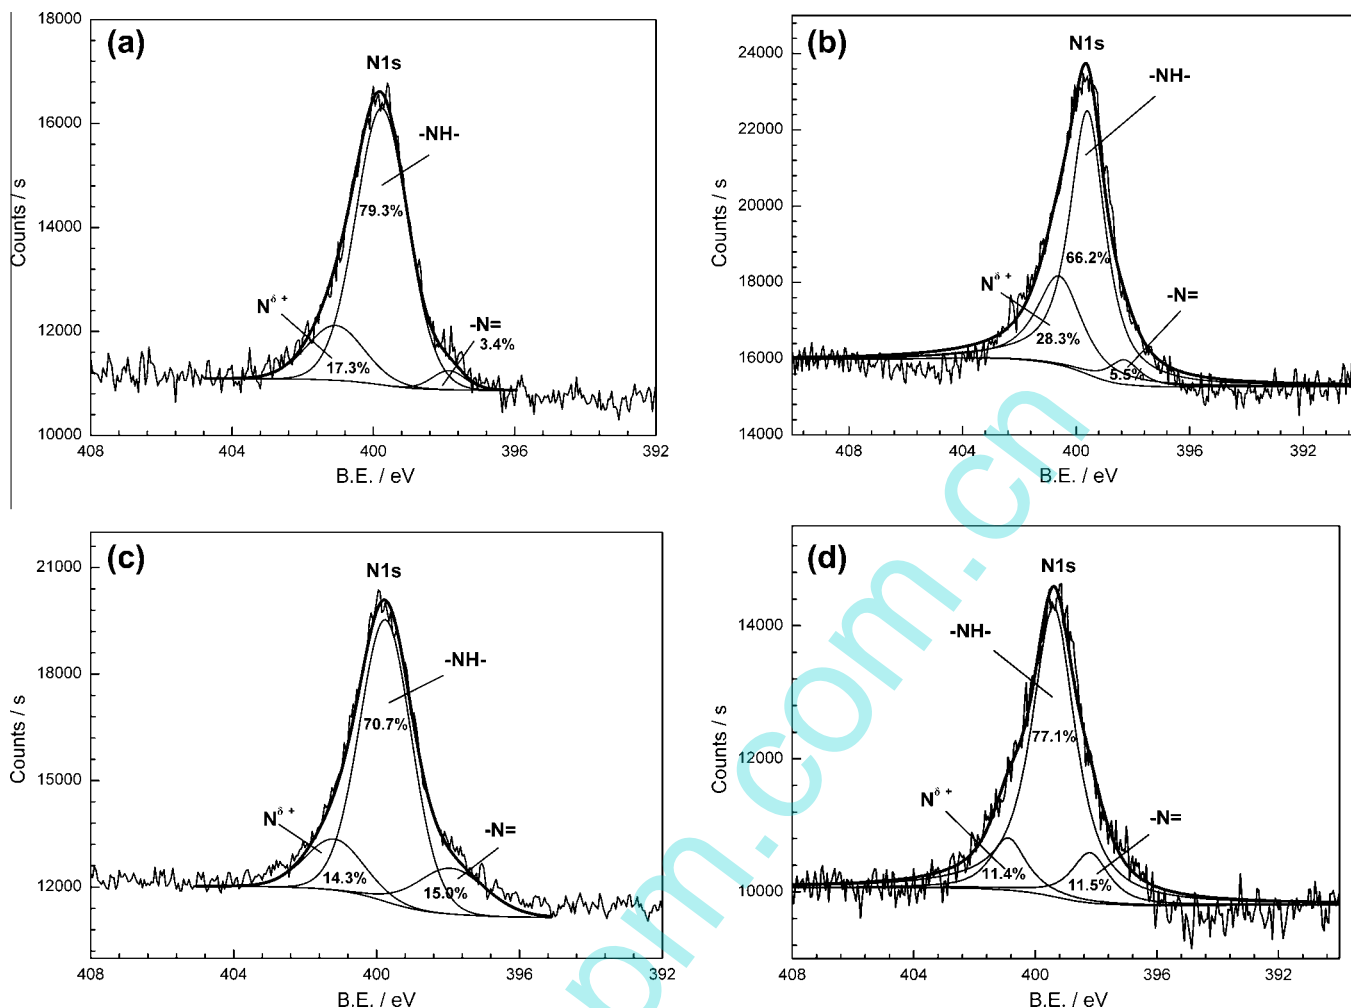 (a)
N1s
-NH-
79.3%
N δ +
17.3%
-N=
3.4%
18000
16000
14000
12000
10000
Counts / s
408
404
400
396
392
B.E. / eV
(b)
N1s
-NH-
66.2%
N δ +
28.3%
-N=
5.5%
24000
22000
20000
18000
16000
14000
Counts / s
408
404
400
396
392
B.E. / eV
(c)
N1s
-NH-
70.7%
N δ +
14.3%
-N=
15.0%
21000
18000
15000
12000
Counts / s
408
404
400
396
392
B.E. / eV
(d)
N1s
-NH-
77.1%
N δ +
11.4%
-N=
11.5%
14000
12000
10000
Counts / s
408
404
400
396
392
B.E. / eV
pm.com.cn